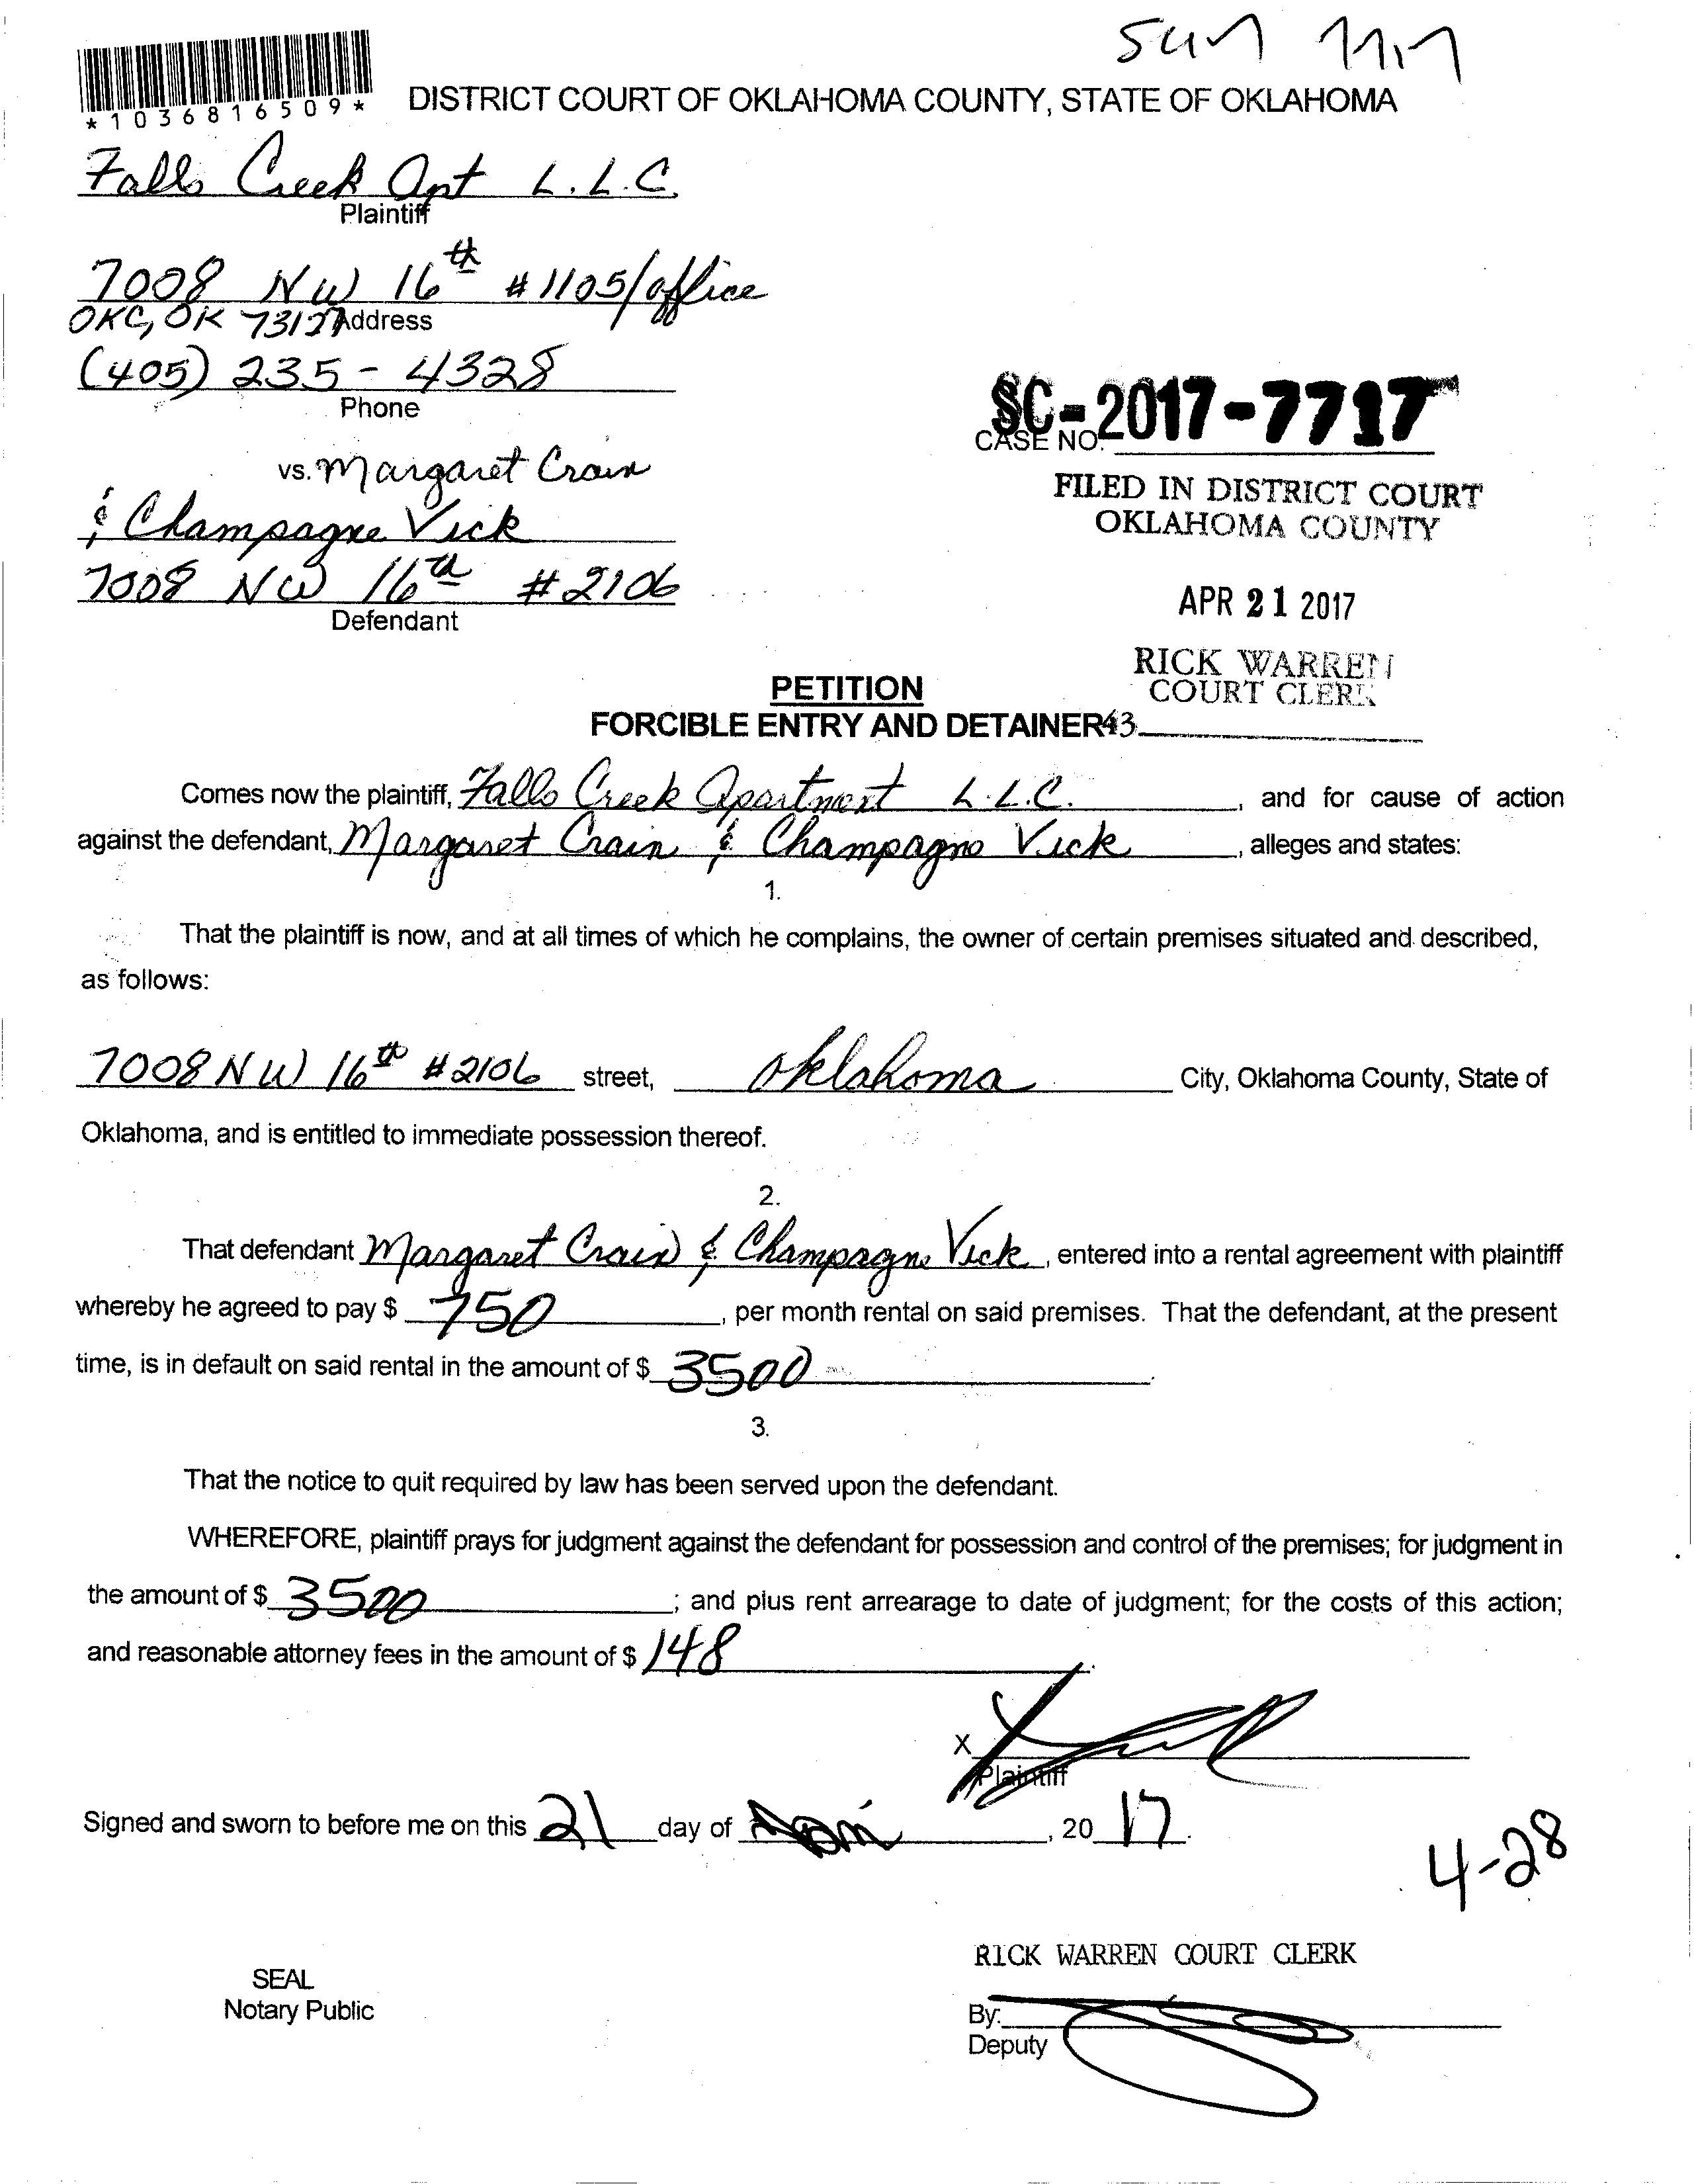 *1036816509*
DISTRICT COURT OF OKLAHOMA COUNTY, STATE OF OKLAHOMA
Falls Creek Apt L.L.C.
Plaintiff
7008 NW 16th #1105/office
OKC, OK 73127 Address
(405) 235-4328
Phone
SC-2017-7717
CASE NO.
vs. Margaret Crain
& Champagne Vick
7008 NW 16th #2106
Defendant
FILED IN DISTRICT COURT
OKLAHOMA COUNTY
APR 21 2017
RICK WARREN
COURT CLERK
43
PETITION
FORCIBLE ENTRY AND DETAINER
Comes now the plaintiff, Falls Creek Apartment L.L.C., and for cause of action
against the defendant, Margaret Crain & Champagne Vick, alleges and states:
1.
That the plaintiff is now, and at all times of which he complains, the owner of certain premises situated and described,
as follows:
7008 NW 16th #2106 street, Oklahoma City, Oklahoma County, State of
Oklahoma, and is entitled to immediate possession thereof.
2.
That defendant Margaret Crain & Champagne Vick, entered into a rental agreement with plaintiff
whereby he agreed to pay $ 750, per month rental on said premises. That the defendant, at the present
time, is in default on said rental in the amount of $ 3500.
3.
That the notice to quit required by law has been served upon the defendant.
WHEREFORE, plaintiff prays for judgment against the defendant for possession and control of the premises; for judgment in
the amount of $ 3500; and plus rent arrearage to date of judgment; for the costs of this action;
and reasonable attorney fees in the amount of $ 148.
X
Plaintiff
Signed and sworn to before me on this 21 day of April, 20 17.
4-28
RICK WARREN COURT CLERK
SEAL
Notary Public
By:
Deputy